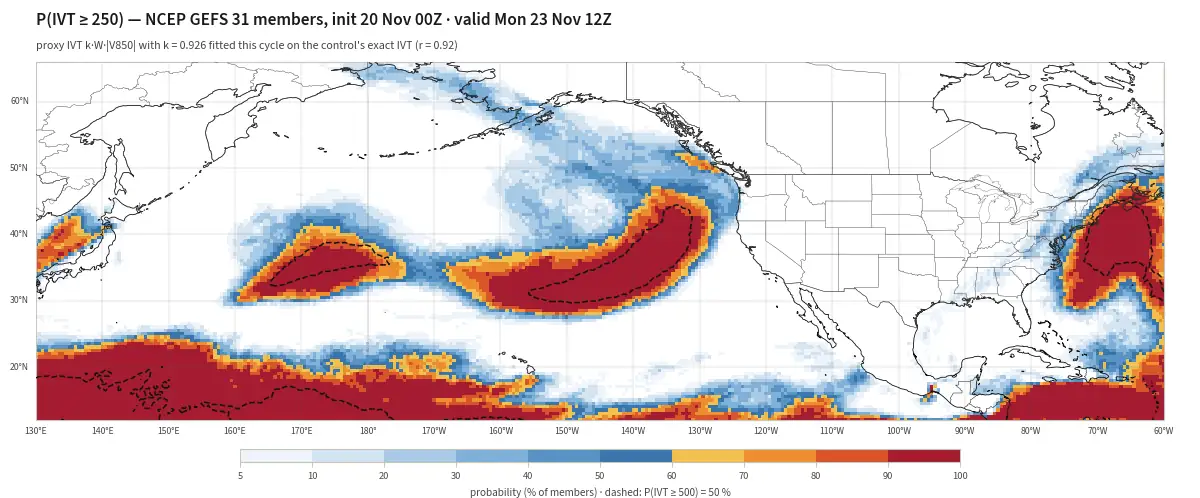 P(IVT ≥ 250) — NCEP GEFS 31 members, init 20 Nov 00Z · valid Mon 23 Nov 12Z
proxy IVT k·W·|V850| with k = 0.926 fitted this cycle on the control's exact IVT (r = 0.92)
60°N
50°N
40°N
30°N
20°N
130°E 140°E 150°E 160°E 170°E 180° 170°W 160°W 150°W 140°W 130°W 120°W 110°W 100°W 90°W 80°W 70°W 60°W
5 10 20 30 40 50 60 70 80 90 100
probability (% of members) · dashed: P(IVT ≥ 500) = 50 %